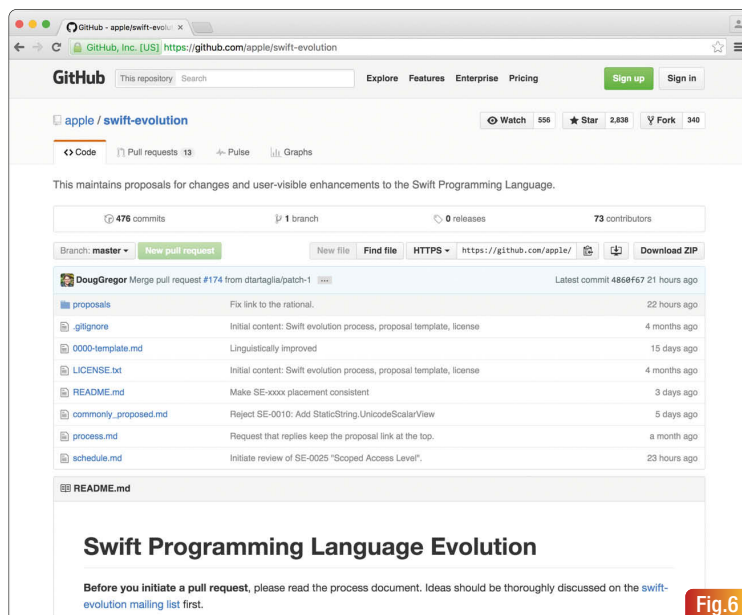 GitHub - apple/swift-evolut
GitHub, Inc. [US] https://github.com/apple/swift-evolution
GitHub This repository Search Explore Features Enterprise Pricing Sign up Sign in
apple / swift-evolution Watch 556 Star 2,838 Fork 340
Code Pull requests 13 Pulse Graphs
This maintains proposals for changes and user-visible enhancements to the Swift Programming Language.
476 commits 1 branch 0 releases 73 contributors
Branch: master New pull request New file Find file HTTPS https://github.com/apple/ Download ZIP
DougGregor Merge pull request #174 from dtartaglia/patch-1 ... Latest commit 4860f67 21 hours ago
proposals Fix link to the rational. 22 hours ago
.gitignore Initial content: Swift evolution process, proposal template, license 4 months ago
0000-template.md Linguistically improved 15 days ago
LICENSE.txt Initial content: Swift evolution process, proposal template, license 4 months ago
README.md Make SE-xxxx placement consistent 3 days ago
commonly_proposed.md Reject SE-0010: Add StaticString.UnicodeScalarView 5 days ago
process.md Request that replies keep the proposal link at the top. a month ago
schedule.md Initiate review of SE-0025 "Scoped Access Level". 23 hours ago
README.md
Swift Programming Language Evolution
Before you initiate a pull request, please read the process document. Ideas should be thoroughly discussed on the swift-
evolution mailing list first.
Fig.6